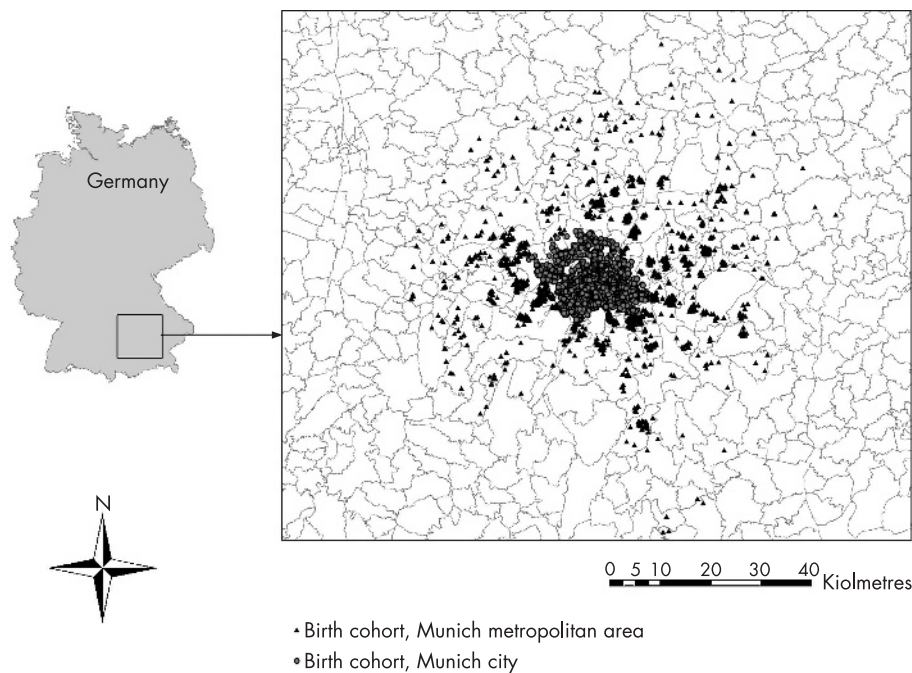 Germany
N
0 5 10 20 30 40
Kiolmetres
Birth cohort, Munich metropolitan area
Birth cohort, Munich city